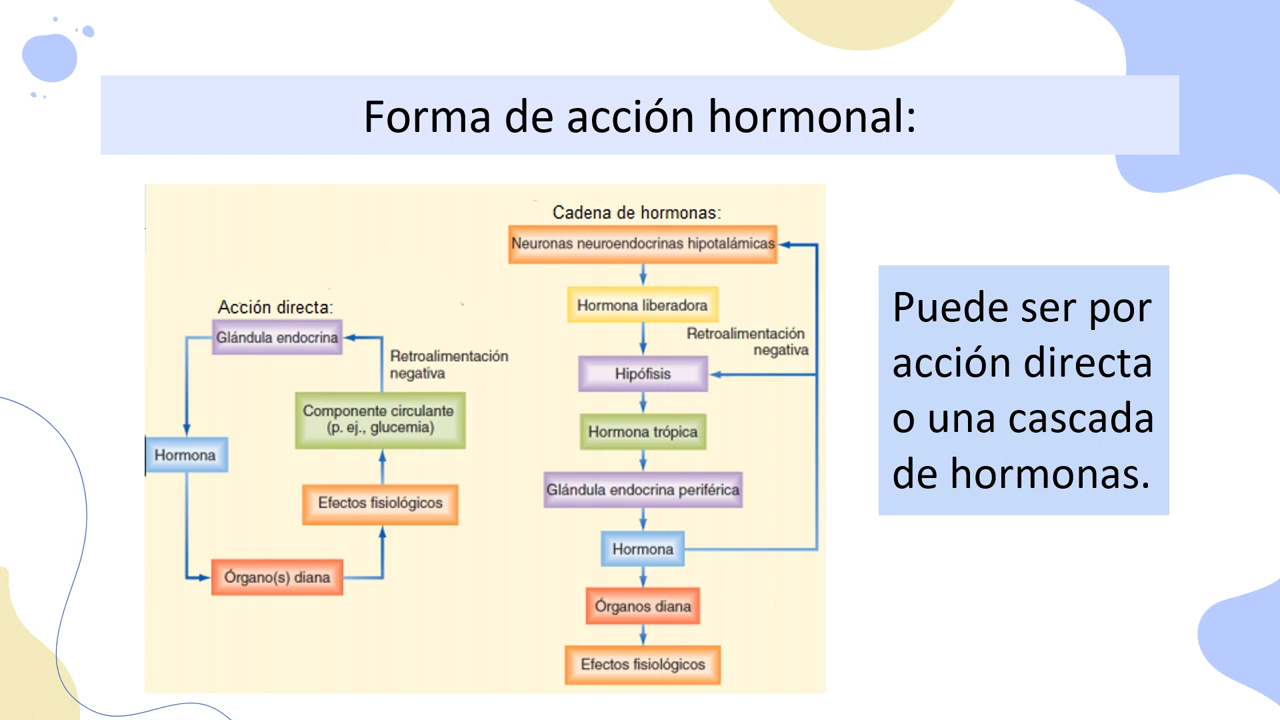 Forma de acción hormonal:
Acción directa:
Glándula endocrina
Retroalimentación
negativa
Componente circulante
(p. ej., glucemia)
Hormona
Efectos fisiológicos
Órgano(s) diana
Cadena de hormonas:
Neuronas neuroendocrinas hipotalámicas
Hormona liberadora
Retroalimentación
negativa
Hipófisis
Hormona trópica
Glándula endocrina periférica
Hormona
Órganos diana
Efectos fisiológicos
Puede ser por
acción directa
o una cascada
de hormonas.